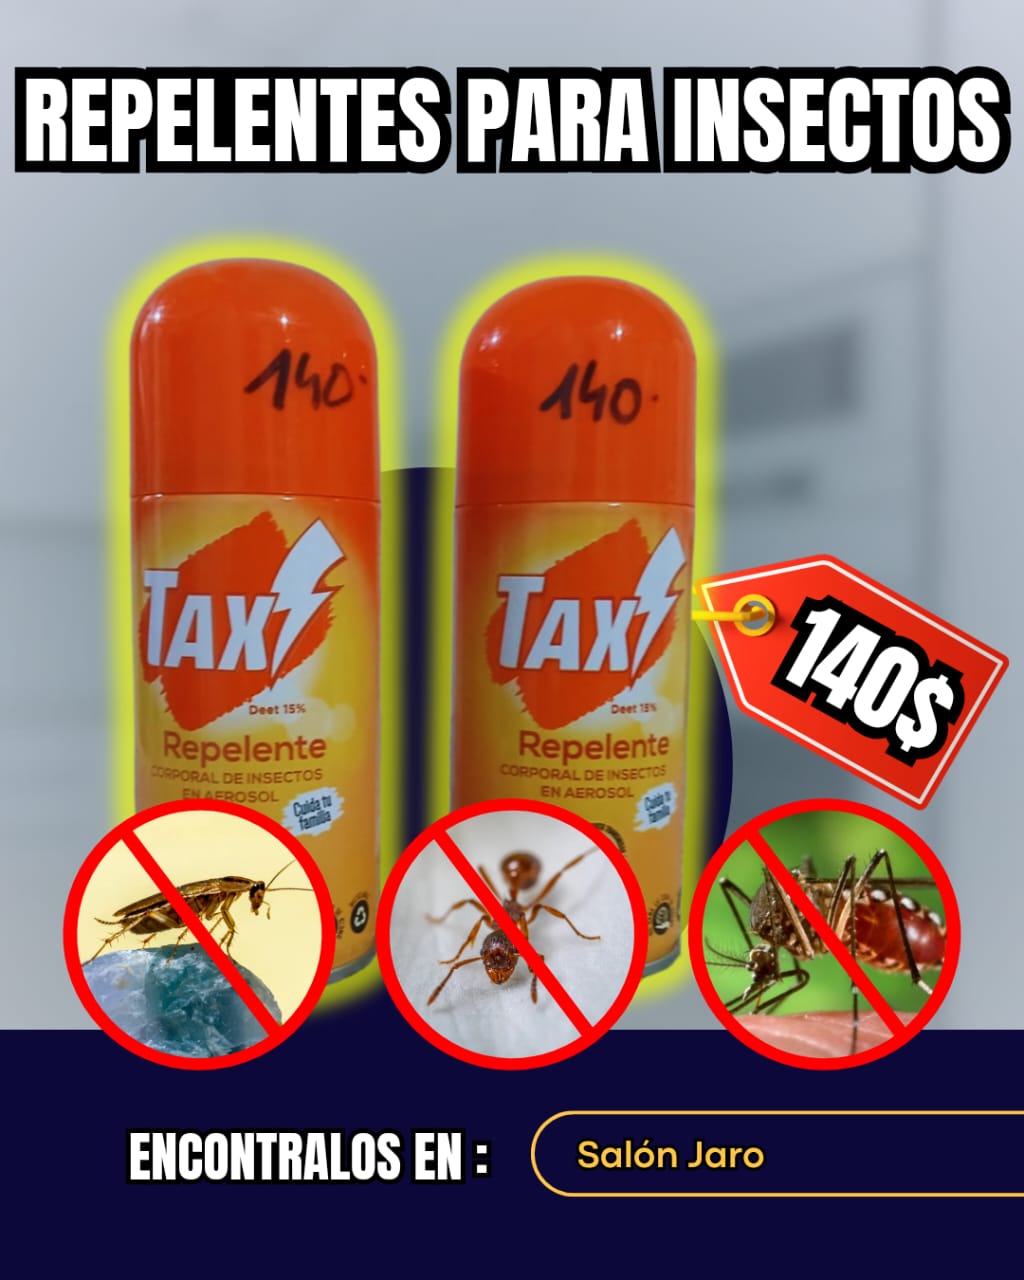 REPELENTES PARA INSECTOS
140.
140.
TAX
Deet 15%
Repelente
CORPORAL DE INSECTOS
EN AEROSOL
Cuida tu
familia
TAX
Deet 15%
Repelente
CORPORAL DE INSECTOS
EN AEROSOL
Cuida tu
familia
140$
ENCONTRALOS EN :
Salón Jaro